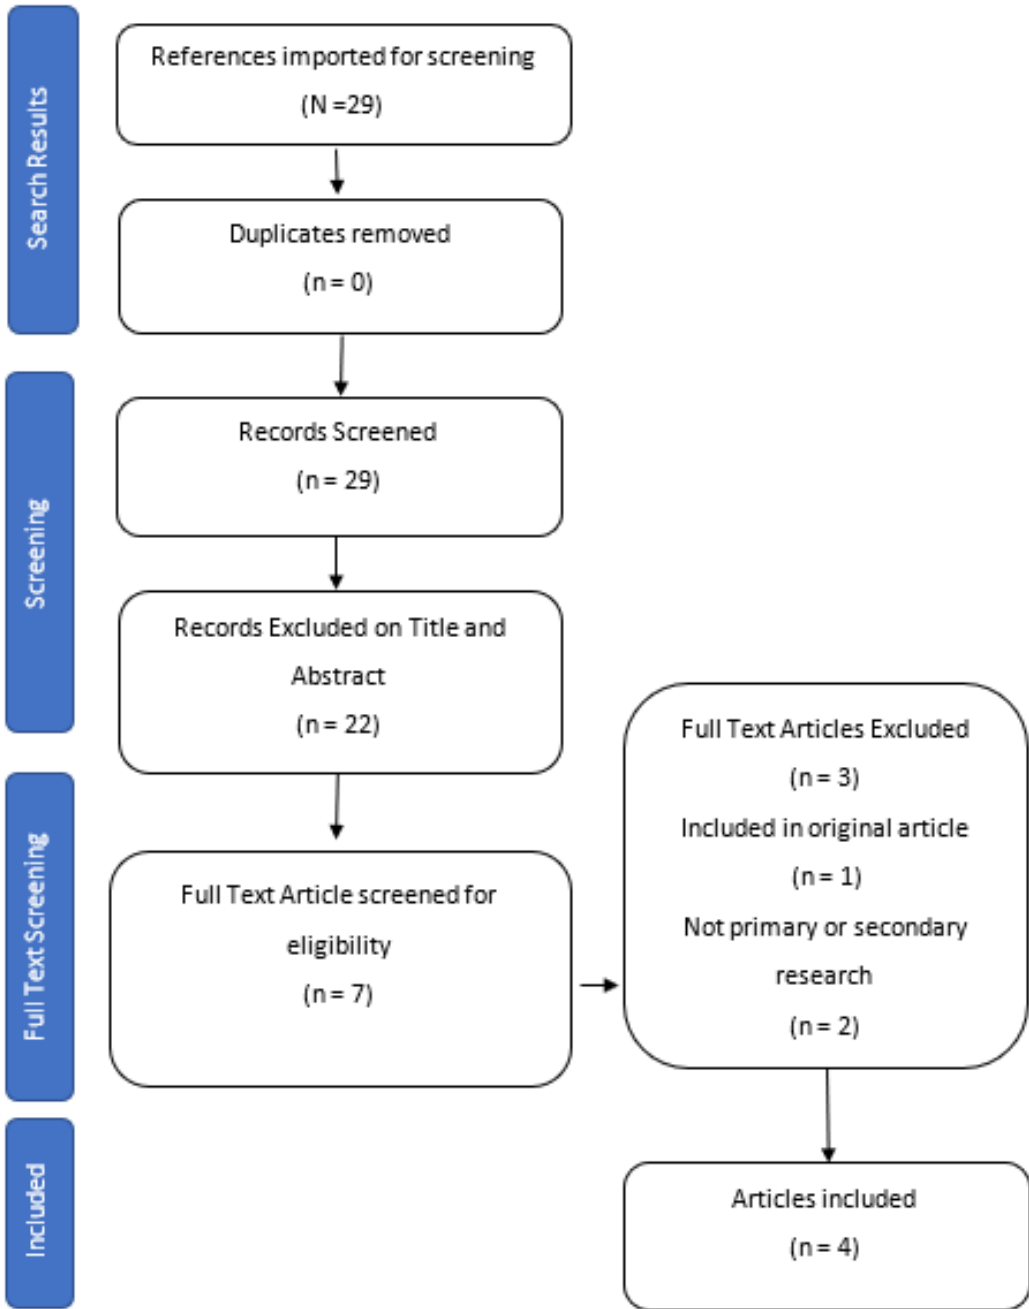 Search Results
References imported for screening
(N =29)
Duplicates removed
(n = 0)
Screening
Records Screened
(n = 29)
Records Excluded on Title and
Abstract
(n = 22)
Full Text Screening
Full Text Article screened for
eligibility
(n = 7)
Full Text Articles Excluded
(n = 3)
Included in original article
(n = 1)
Not primary or secondary
research
(n = 2)
Included
Articles included
(n = 4)